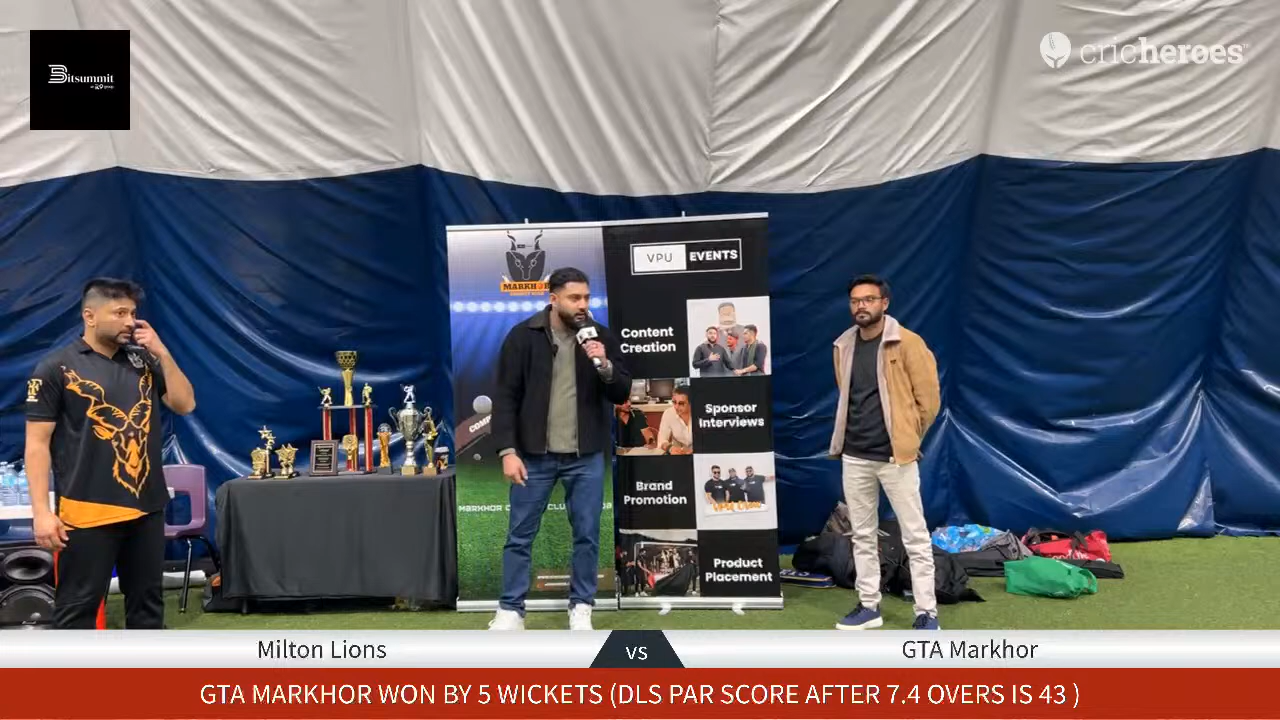 Bitsummit
cricheroes
MARKHOR
VPU EVENTS
Content
Creation
Sponsor
Interviews
Brand
Promotion
Product
Placement
Milton Lions
vs
GTA Markhor
GTA MARKHOR WON BY 5 WICKETS (DLS PAR SCORE AFTER 7.4 OVERS IS 43 )